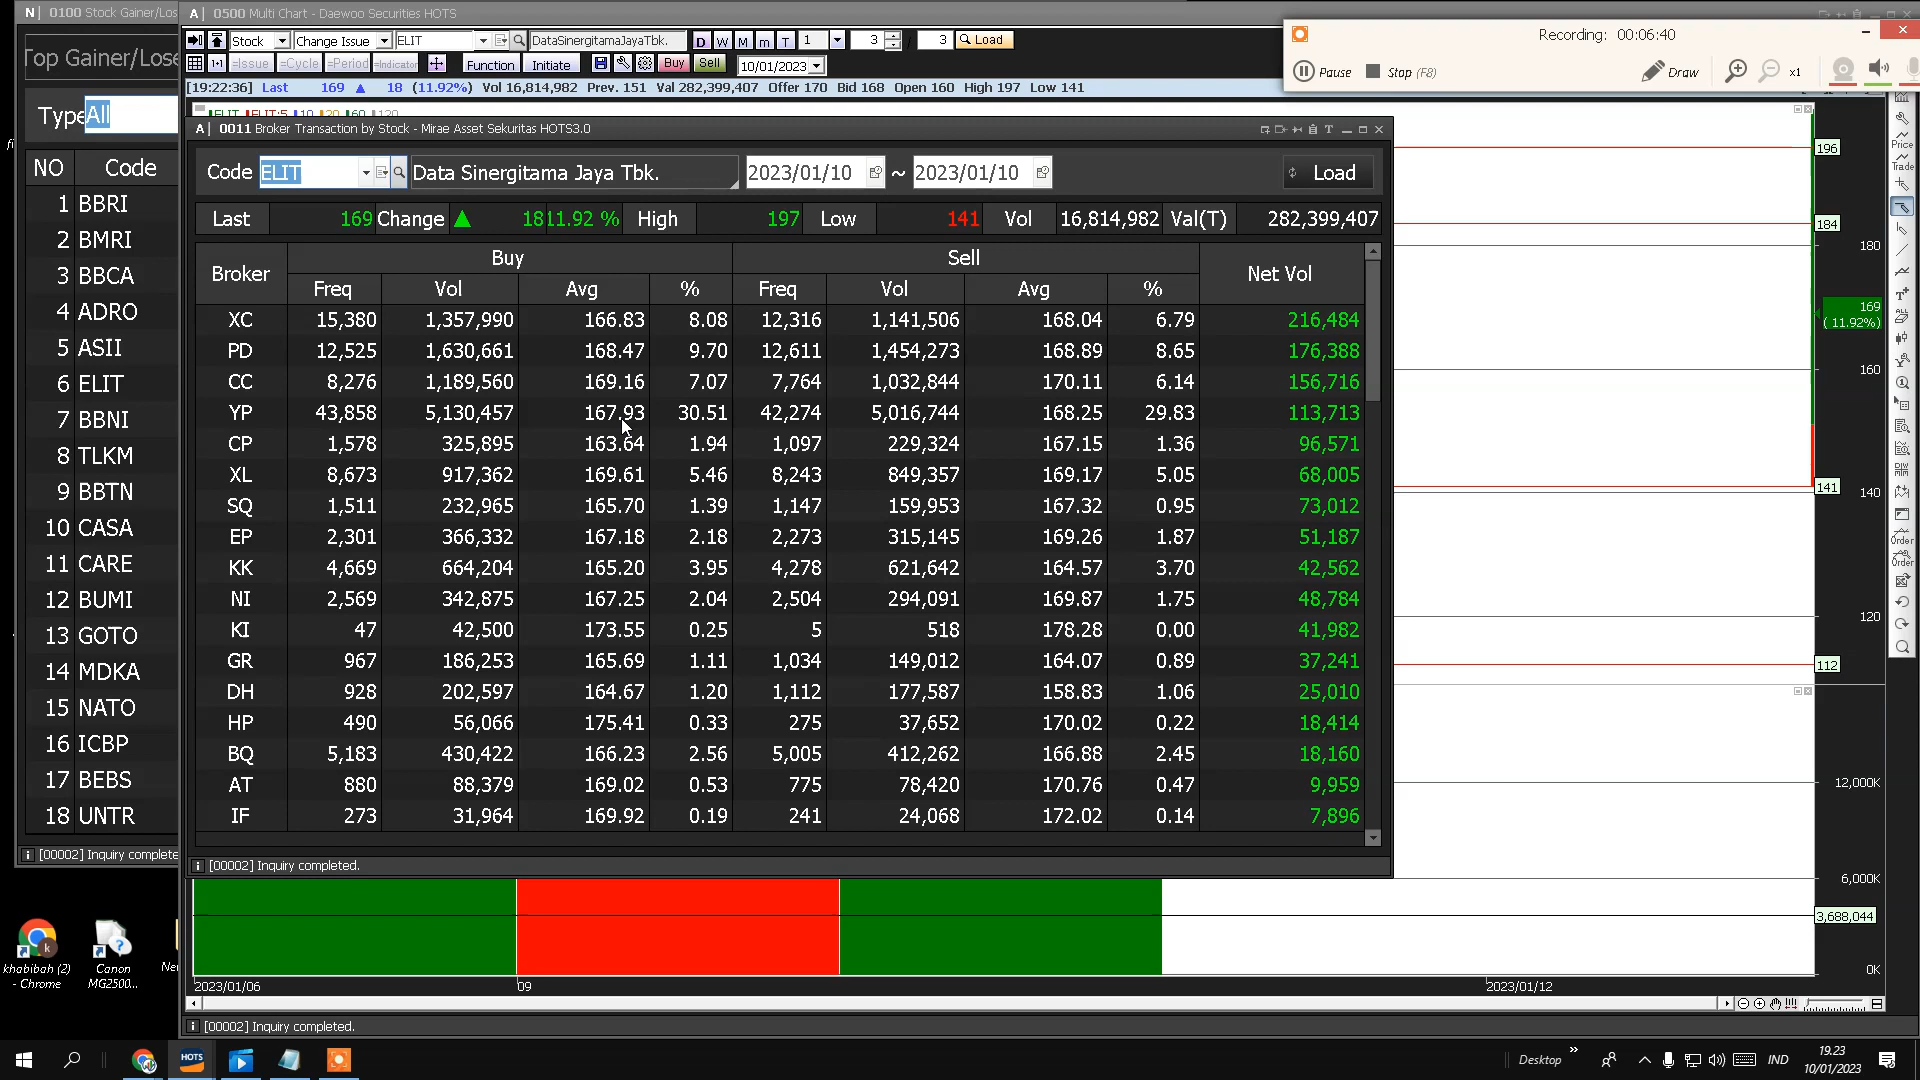 N| 0100 Stock Gainer/Los
A| 0500 Multi Chart - Daewoo Securities HOTS
Top Gainer/Lose
Type All
NO Code
1 BBRI
2 BMRI
3 BBCA
4 ADRO
5 ASII
6 ELIT
7 BBNI
8 TLKM
9 BBTN
10 CASA
11 CARE
12 BUMI
13 GOTO
14 MDKA
15 NATO
16 ICBP
17 BEBS
18 UNTR
[00002] Inquiry complete
Stock Change Issue ELIT DataSinergitamaJayaTbk. D W M m T 1 3 3 Load
=Issue =Cycle =Period =Indicator Function Initiate Buy Sell 10/01/2023
[19:22:36] Last 169 ▲ 18 (11.92%) Vol 16,814,982 Prev. 151 Val 282,399,407 Offer 170 Bid 168 Open 160 High 197 Low 141
Recording: 00:06:40
Pause Stop (F8) Draw x1
A| 0011 Broker Transaction by Stock - Mirae Asset Sekuritas HOTS3.0
Code ELIT Data Sinergitama Jaya Tbk. 2023/01/10 ~ 2023/01/10 Load
Last 169 Change ▲ 18 11.92 % High 197 Low 141 Vol 16,814,982 Val(T) 282,399,407
Broker Buy Sell Net Vol
Freq Vol Avg % Freq Vol Avg %
XC 15,380 1,357,990 166.83 8.08 12,316 1,141,506 168.04 6.79 216,484
PD 12,525 1,630,661 168.47 9.70 12,611 1,454,273 168.89 8.65 176,388
CC 8,276 1,189,560 169.16 7.07 7,764 1,032,844 170.11 6.14 156,716
YP 43,858 5,130,457 167.93 30.51 42,274 5,016,744 168.25 29.83 113,713
CP 1,578 325,895 163.64 1.94 1,097 229,324 167.15 1.36 96,571
XL 8,673 917,362 169.61 5.46 8,243 849,357 169.17 5.05 68,005
SQ 1,511 232,965 165.70 1.39 1,147 159,953 167.32 0.95 73,012
EP 2,301 366,332 167.18 2.18 2,273 315,145 169.26 1.87 51,187
KK 4,669 664,204 165.20 3.95 4,278 621,642 164.57 3.70 42,562
NI 2,569 342,875 167.25 2.04 2,504 294,091 169.87 1.75 48,784
KI 47 42,500 173.55 0.25 5 518 178.28 0.00 41,982
GR 967 186,253 165.69 1.11 1,034 149,012 164.07 0.89 37,241
DH 928 202,597 164.67 1.20 1,112 177,587 158.83 1.06 25,010
HP 490 56,066 175.41 0.33 275 37,652 170.02 0.22 18,414
BQ 5,183 430,422 166.23 2.56 5,005 412,262 166.88 2.45 18,160
AT 880 88,379 169.02 0.53 775 78,420 170.76 0.47 9,959
IF 273 31,964 169.92 0.19 241 24,068 172.02 0.14 7,896
[00002] Inquiry completed.
196
184
180
169
( 11.92%)
160
141
140
120
112
12,000K
6,000K
3,688,044
0K
Price
Trade
Order
Order
2023/01/06 09 2023/01/12
[00002] Inquiry completed.
khabibah (2)
- Chrome
Canon
MG2500...
HOTS
Desktop » IND 19.23
10/01/2023